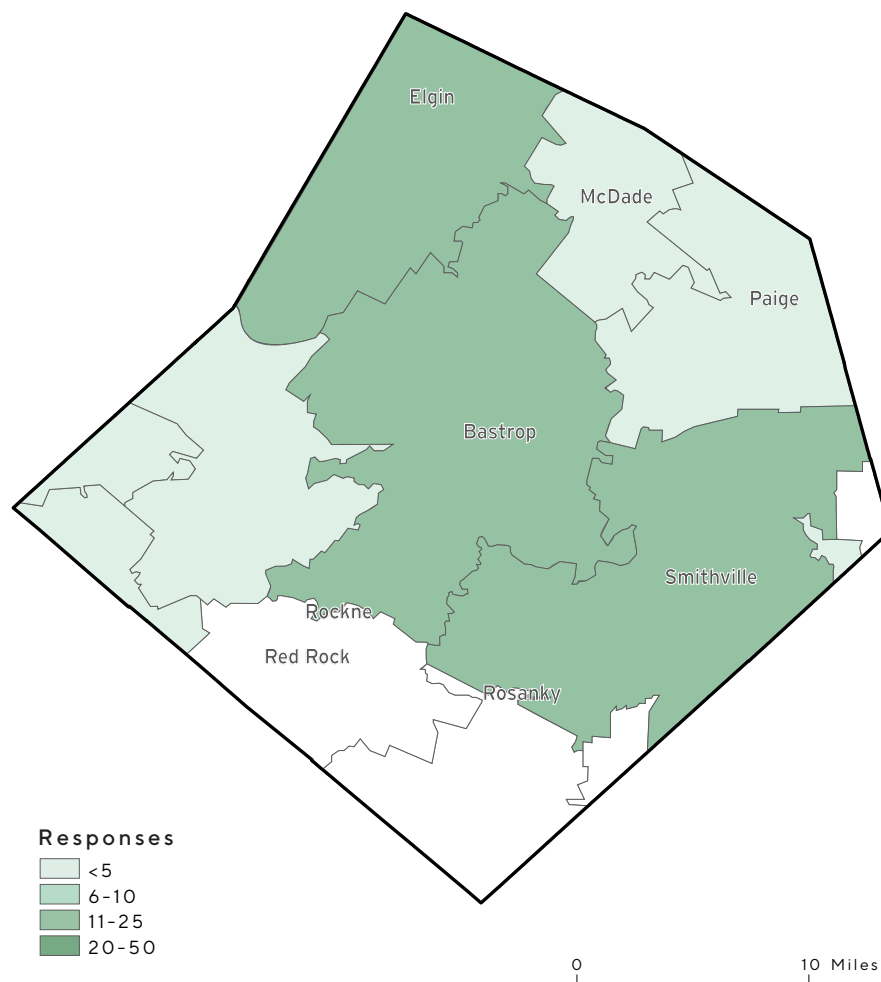 Elgin
McDade
Paige
Bastrop
Smithville
Rockne
Red Rock
Rosanky
Responses
<5
6-10
11-25
20-50
0 10 Miles